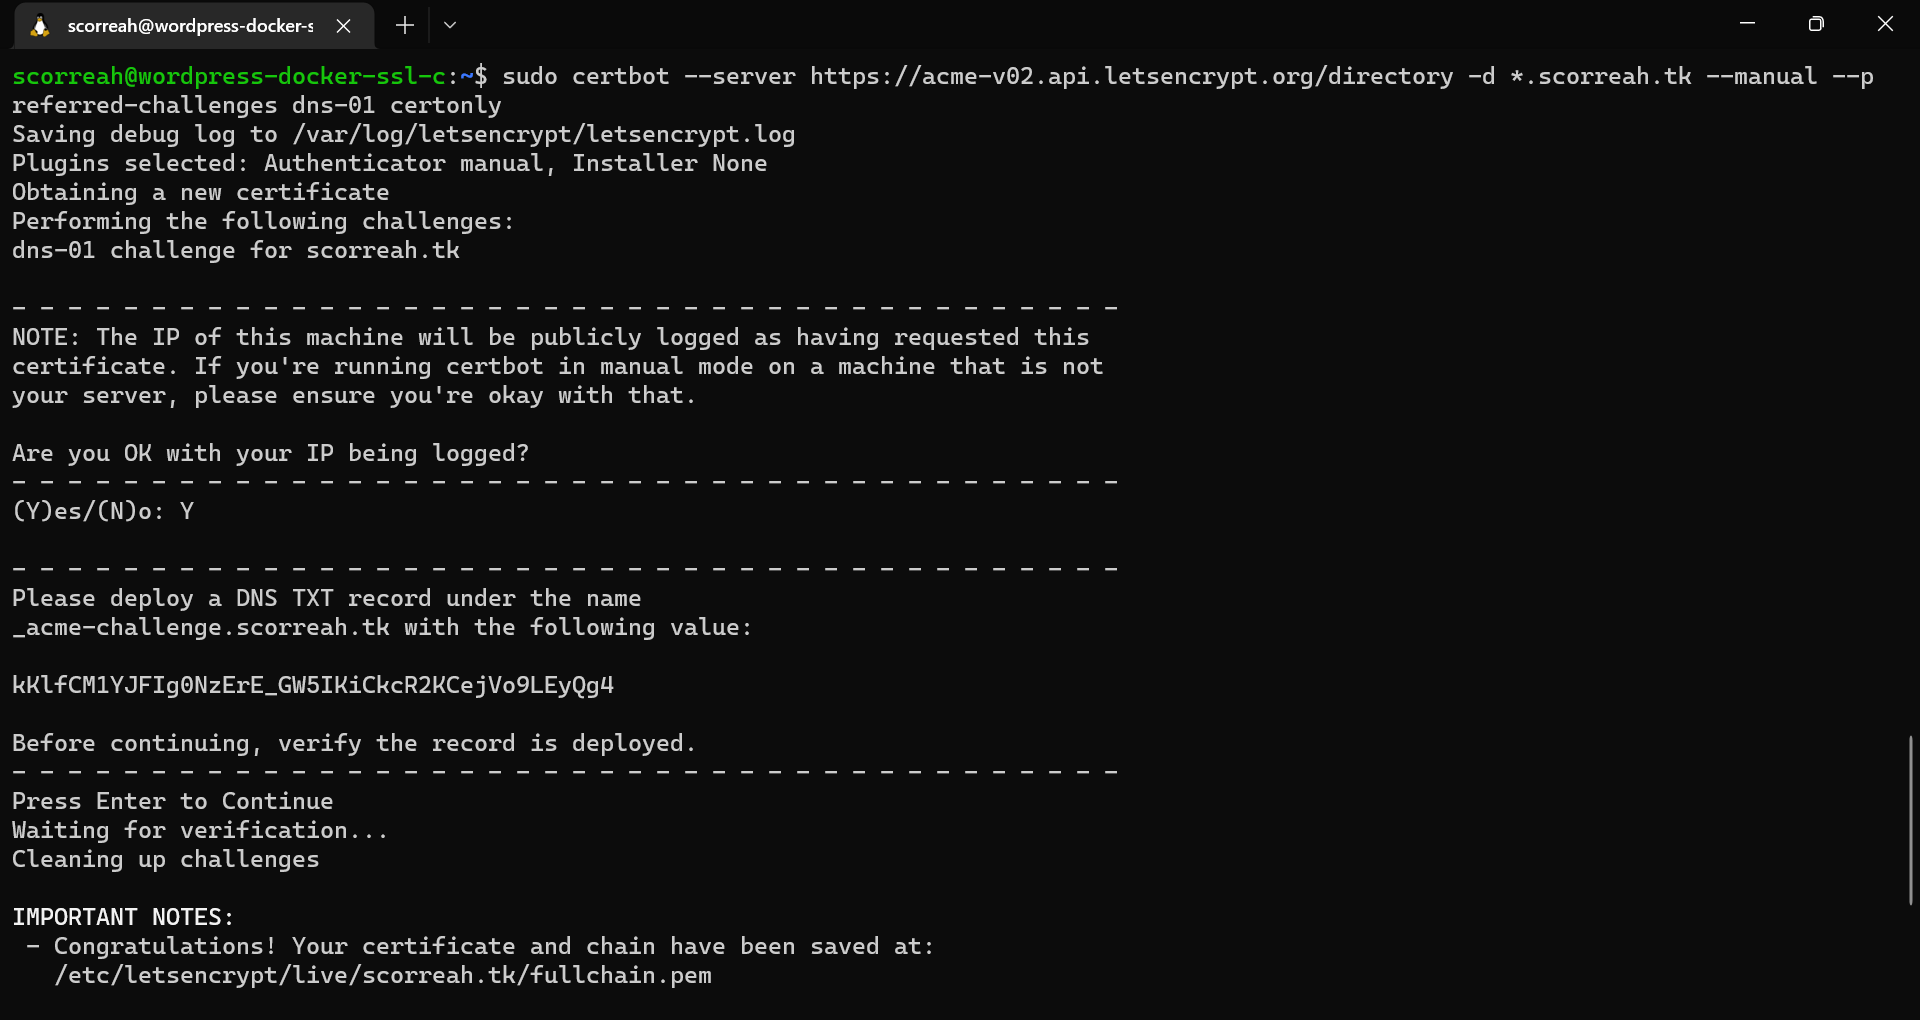 scorreah@wordpress-docker-s
scorreah@wordpress-docker-ssl-c:~$ sudo certbot --server https://acme-v02.api.letsencrypt.org/directory -d *.scorreah.tk --manual --p
referred-challenges dns-01 certonly
Saving debug log to /var/log/letsencrypt/letsencrypt.log
Plugins selected: Authenticator manual, Installer None
Obtaining a new certificate
Performing the following challenges:
dns-01 challenge for scorreah.tk
- - - - - - - - - - - - - - - - - - - - - - - - - - - - - - - - - - - - - - - -
NOTE: The IP of this machine will be publicly logged as having requested this
certificate. If you're running certbot in manual mode on a machine that is not
your server, please ensure you're okay with that.
Are you OK with your IP being logged?
- - - - - - - - - - - - - - - - - - - - - - - - - - - - - - - - - - - - - - - -
(Y)es/(N)o: Y
- - - - - - - - - - - - - - - - - - - - - - - - - - - - - - - - - - - - - - - -
Please deploy a DNS TXT record under the name
_acme-challenge.scorreah.tk with the following value:
kKlfCM1YJFIg0NzErE_GW5IKiCkcR2KCejVo9LEyQg4
Before continuing, verify the record is deployed.
- - - - - - - - - - - - - - - - - - - - - - - - - - - - - - - - - - - - - - - -
Press Enter to Continue
Waiting for verification...
Cleaning up challenges
IMPORTANT NOTES:
- Congratulations! Your certificate and chain have been saved at:
/etc/letsencrypt/live/scorreah.tk/fullchain.pem